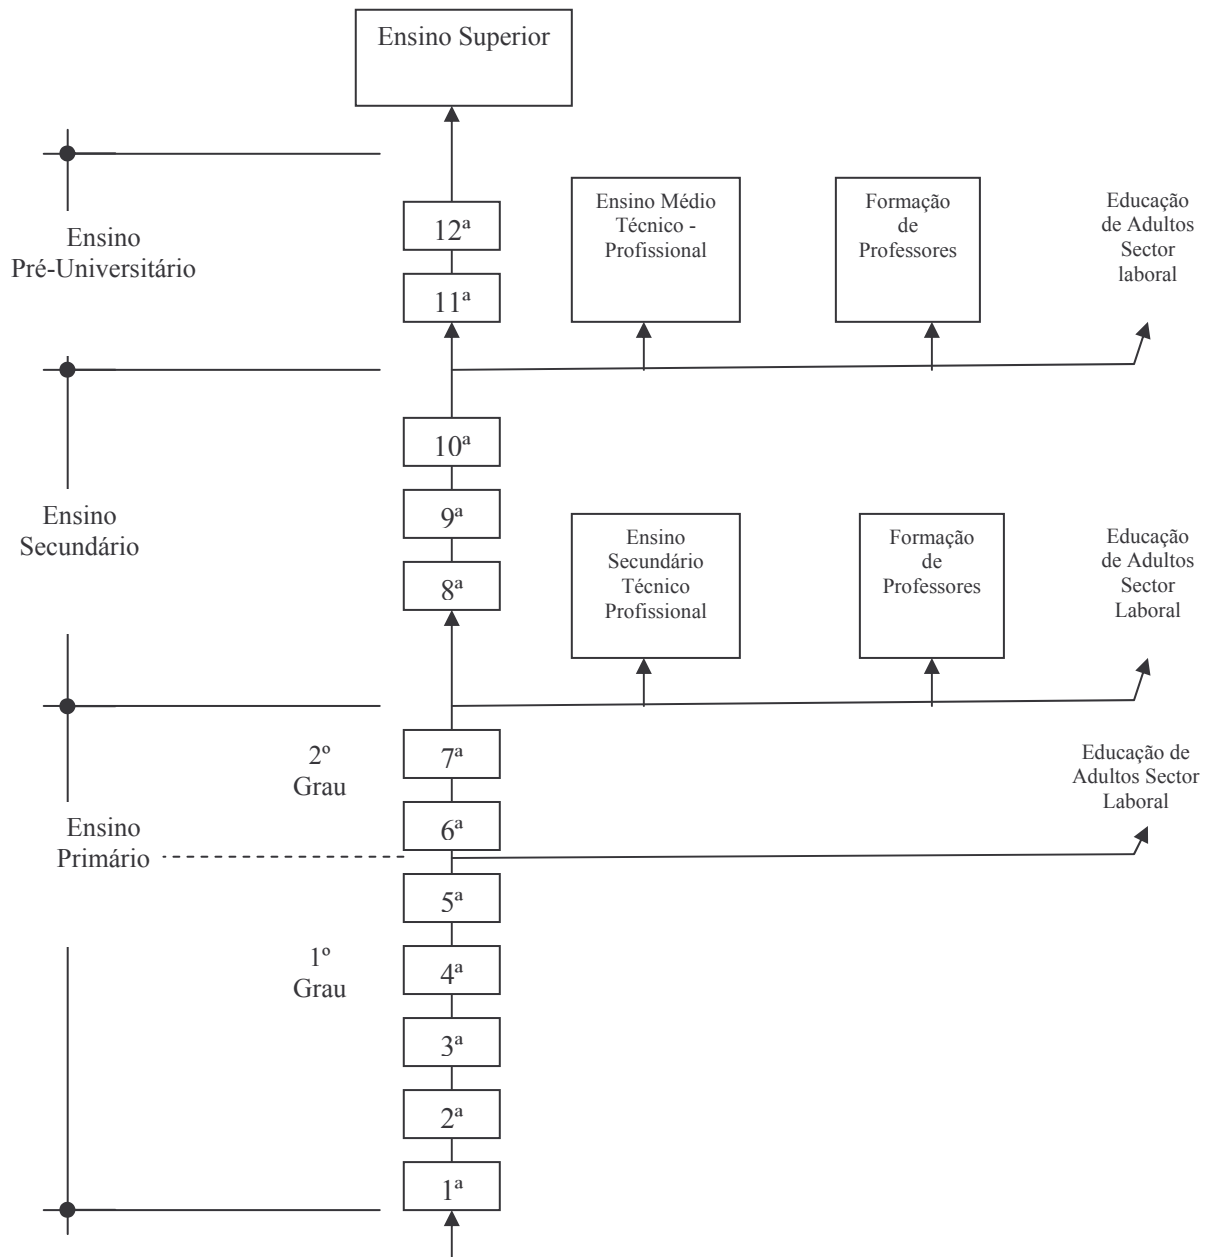 Ensino Superior
Ensino
Pré-Universitário
12ª
11ª
Ensino Médio
Técnico -
Profissional
Formação
de
Professores
Educação
de Adultos
Sector
laboral
Ensino
Secundário
10ª
9ª
8ª
Ensino
Secundário
Técnico
Profissional
Formação
de
Professores
Educação
de Adultos
Sector
Laboral
2º
Grau
7ª
6ª
Educação de
Adultos Sector
Laboral
Ensino
Primário
1º
Grau
5ª
4ª
3ª
2ª
1ª